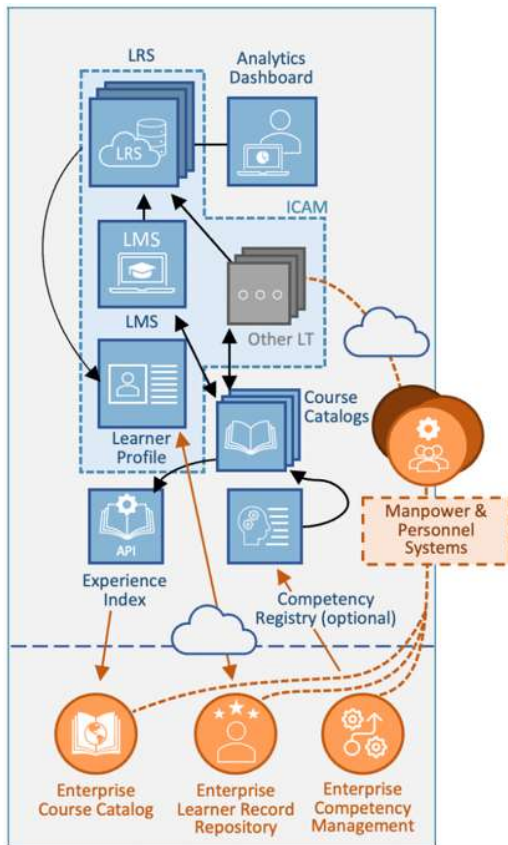 LRS
Analytics
Dashboard
LRS
ICAM
LMS
LMS
Other LT
Course
Catalogs
Learner
Profile
API
Manpower &
Personnel
Systems
Experience
Index
Competency
Registry (optional)
Enterprise
Course Catalog
Enterprise
Learner Record
Repository
Enterprise
Competency
Management